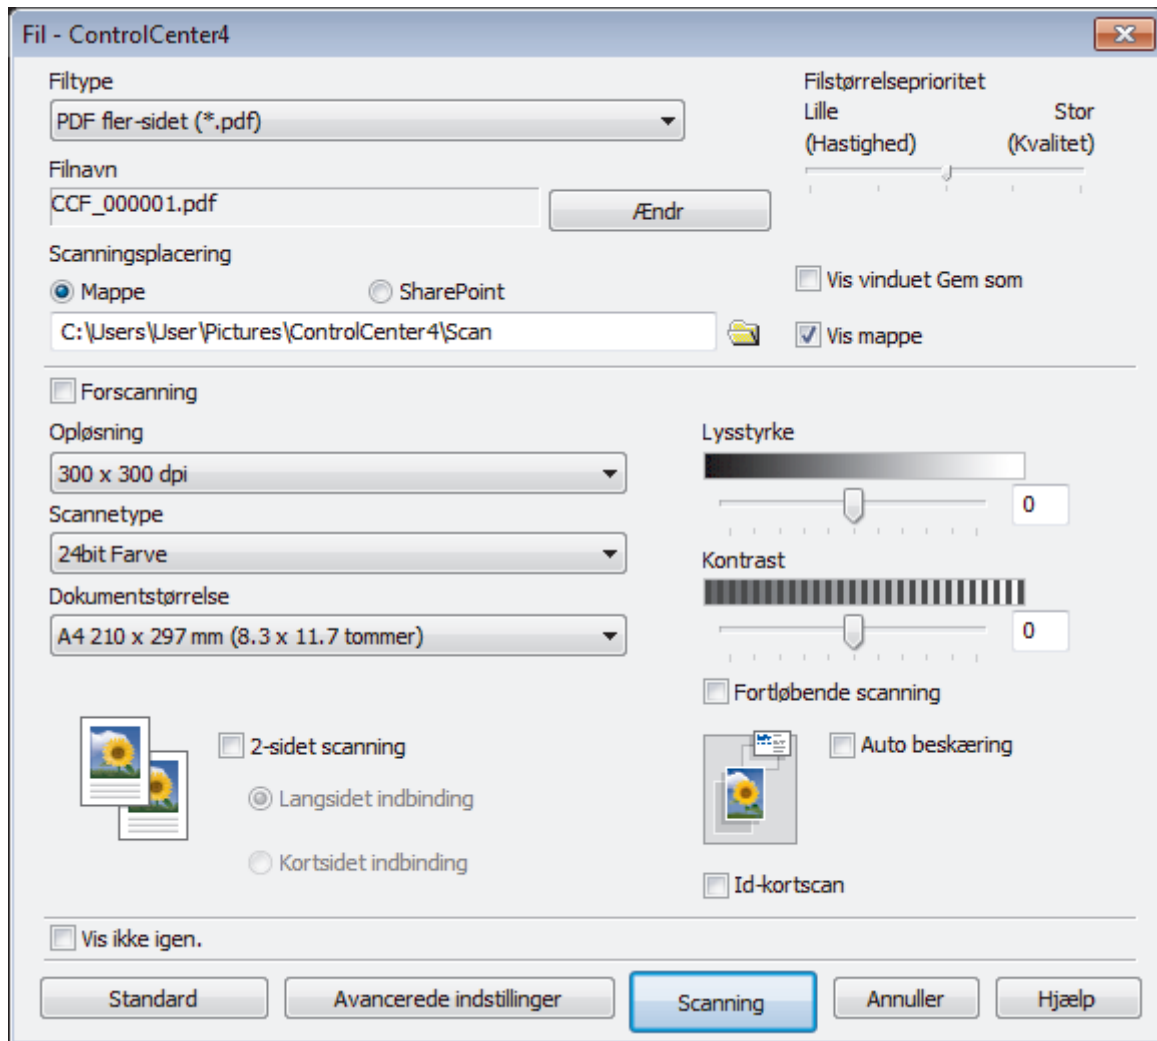 Fil - ControlCenter4
Filtype
PDF fler-sidet (*.pdf)
Filstørrelseprioritet
Lille Stor
(Hastighed) (Kvalitet)
Filnavn
CCF_000001.pdf
Ændr
Scanningsplacering
Mappe SharePoint
Vis vinduet Gem som
C:\Users\User\Pictures\ControlCenter4\Scan
Vis mappe
Forscanning
Opløsning
300 x 300 dpi
Scannetype
24bit Farve
Dokumentstørrelse
A4 210 x 297 mm (8.3 x 11.7 tommer)
Lysstyrke
0
Kontrast
0
Fortløbende scanning
2-sidet scanning
Langsidet indbinding
Kortsidet indbinding
Auto beskæring
Id-kortscan
Vis ikke igen.
Standard Avancerede indstillinger Scanning Annuller Hjælp